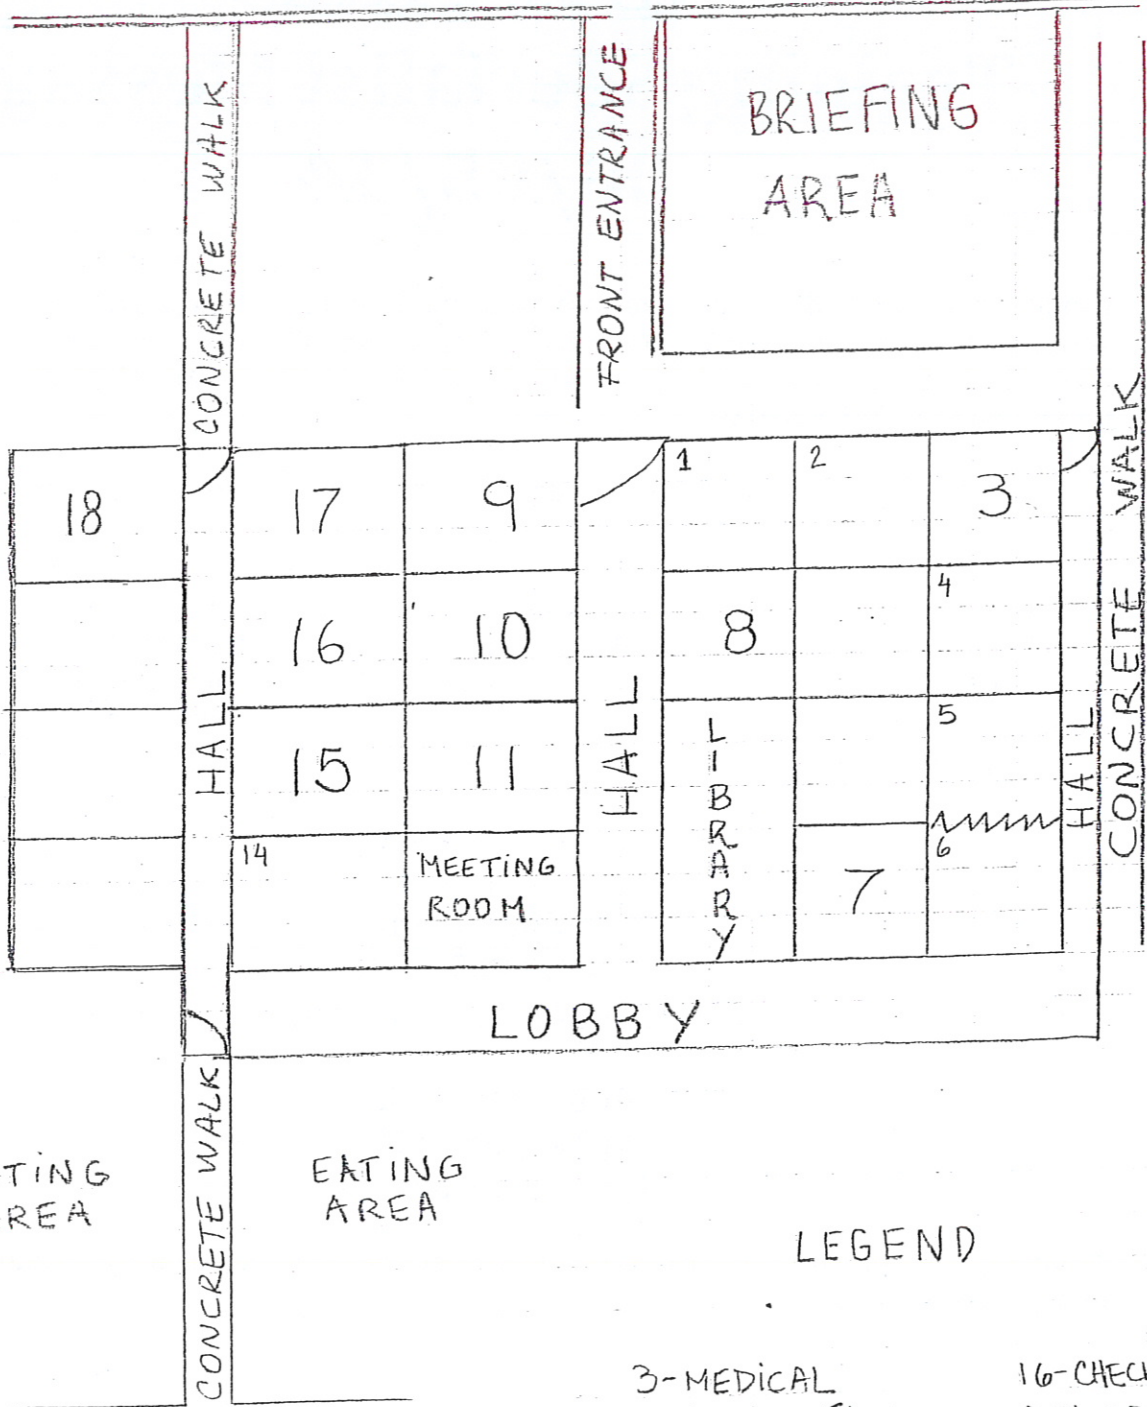 CONCRETE WALK
FRONT ENTRANCE
BRIEFING
AREA
CONCRETE WALK
18
17
9
1
2
3
16
10
8
4
HALL
15
11
HALL
LIBRARY
5
HALL
14
MEETING
ROOM
7
6
LOBBY
CONCRETE WALK
TING
REA
EATING
AREA
LEGEND
3-MEDICAL
16-CHECK